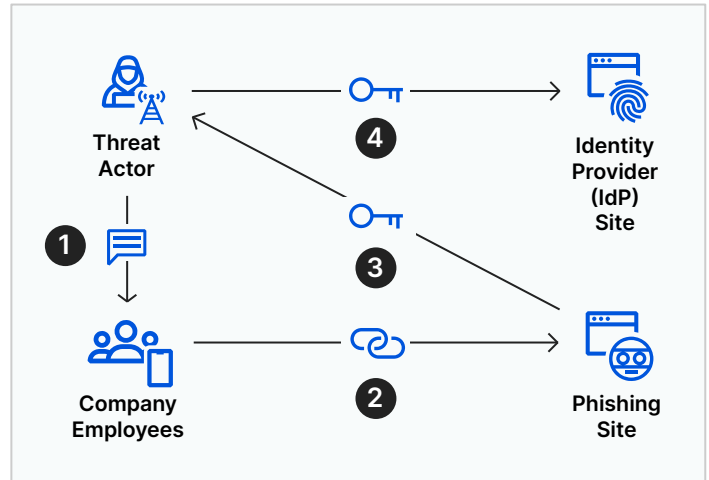 Threat
Actor
4
Identity
Provider
(IdP)
Site
1
3
Company
Employees
2
Phishing
Site